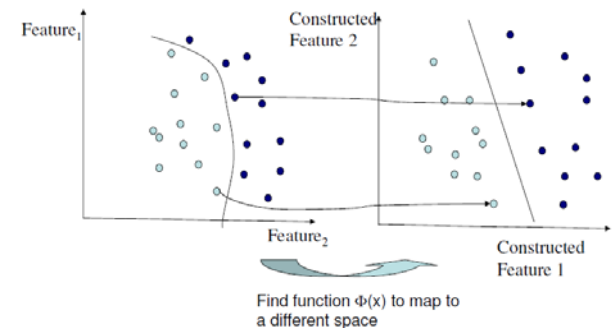 Feature1
Constructed
Feature 2
Feature2
Constructed
Feature 1
Find function Φ(x) to map to
a different space